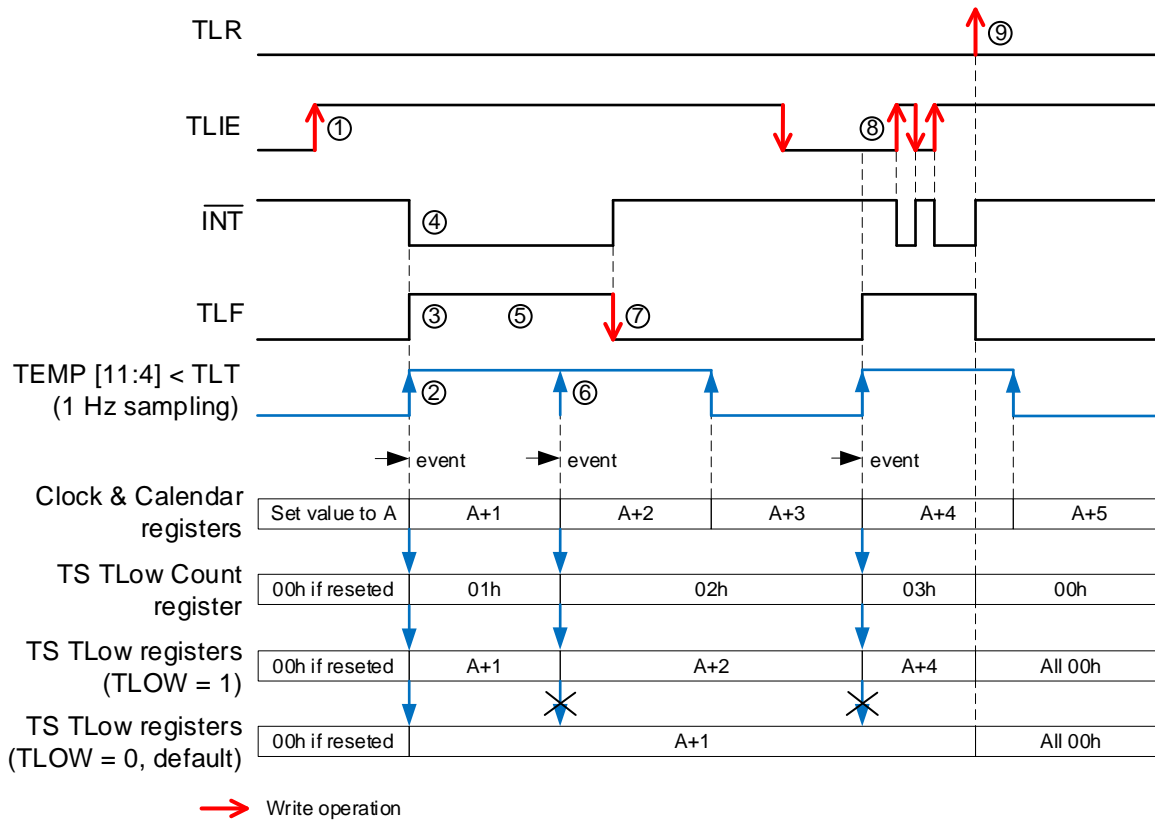 TLR
⑨
TLIE
①
⑧
INT
④
TLF
③
⑤
⑦
TEMP [11:4] < TLT
(1 Hz sampling)
②
⑥
event
event
event
Clock & Calendar
registers
Set value to A
A+1
A+2
A+3
A+4
A+5
TS TLow Count
register
00h if reseted
01h
02h
03h
00h
TS TLow registers
(TLOW = 1)
00h if reseted
A+1
A+2
A+4
All 00h
TS TLow registers
(TLOW = 0, default)
00h if reseted
A+1
All 00h
Write operation